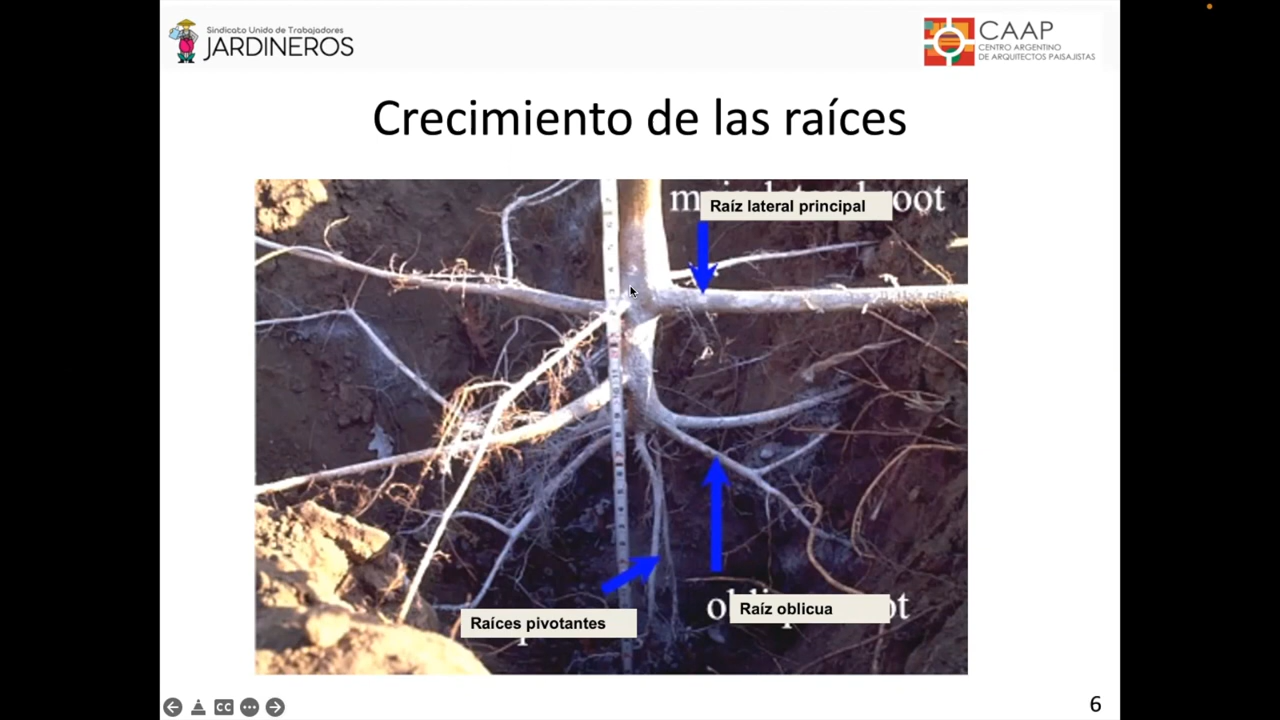 Sindicato Unido de Trabajadores
JARDINEROS
CAAP
CENTRO ARGENTINO
DE ARQUITECTOS PAISAJISTAS
Crecimiento de las raíces
Raíz lateral principal
Raíz oblicua
Raíces pivotantes
CC
6